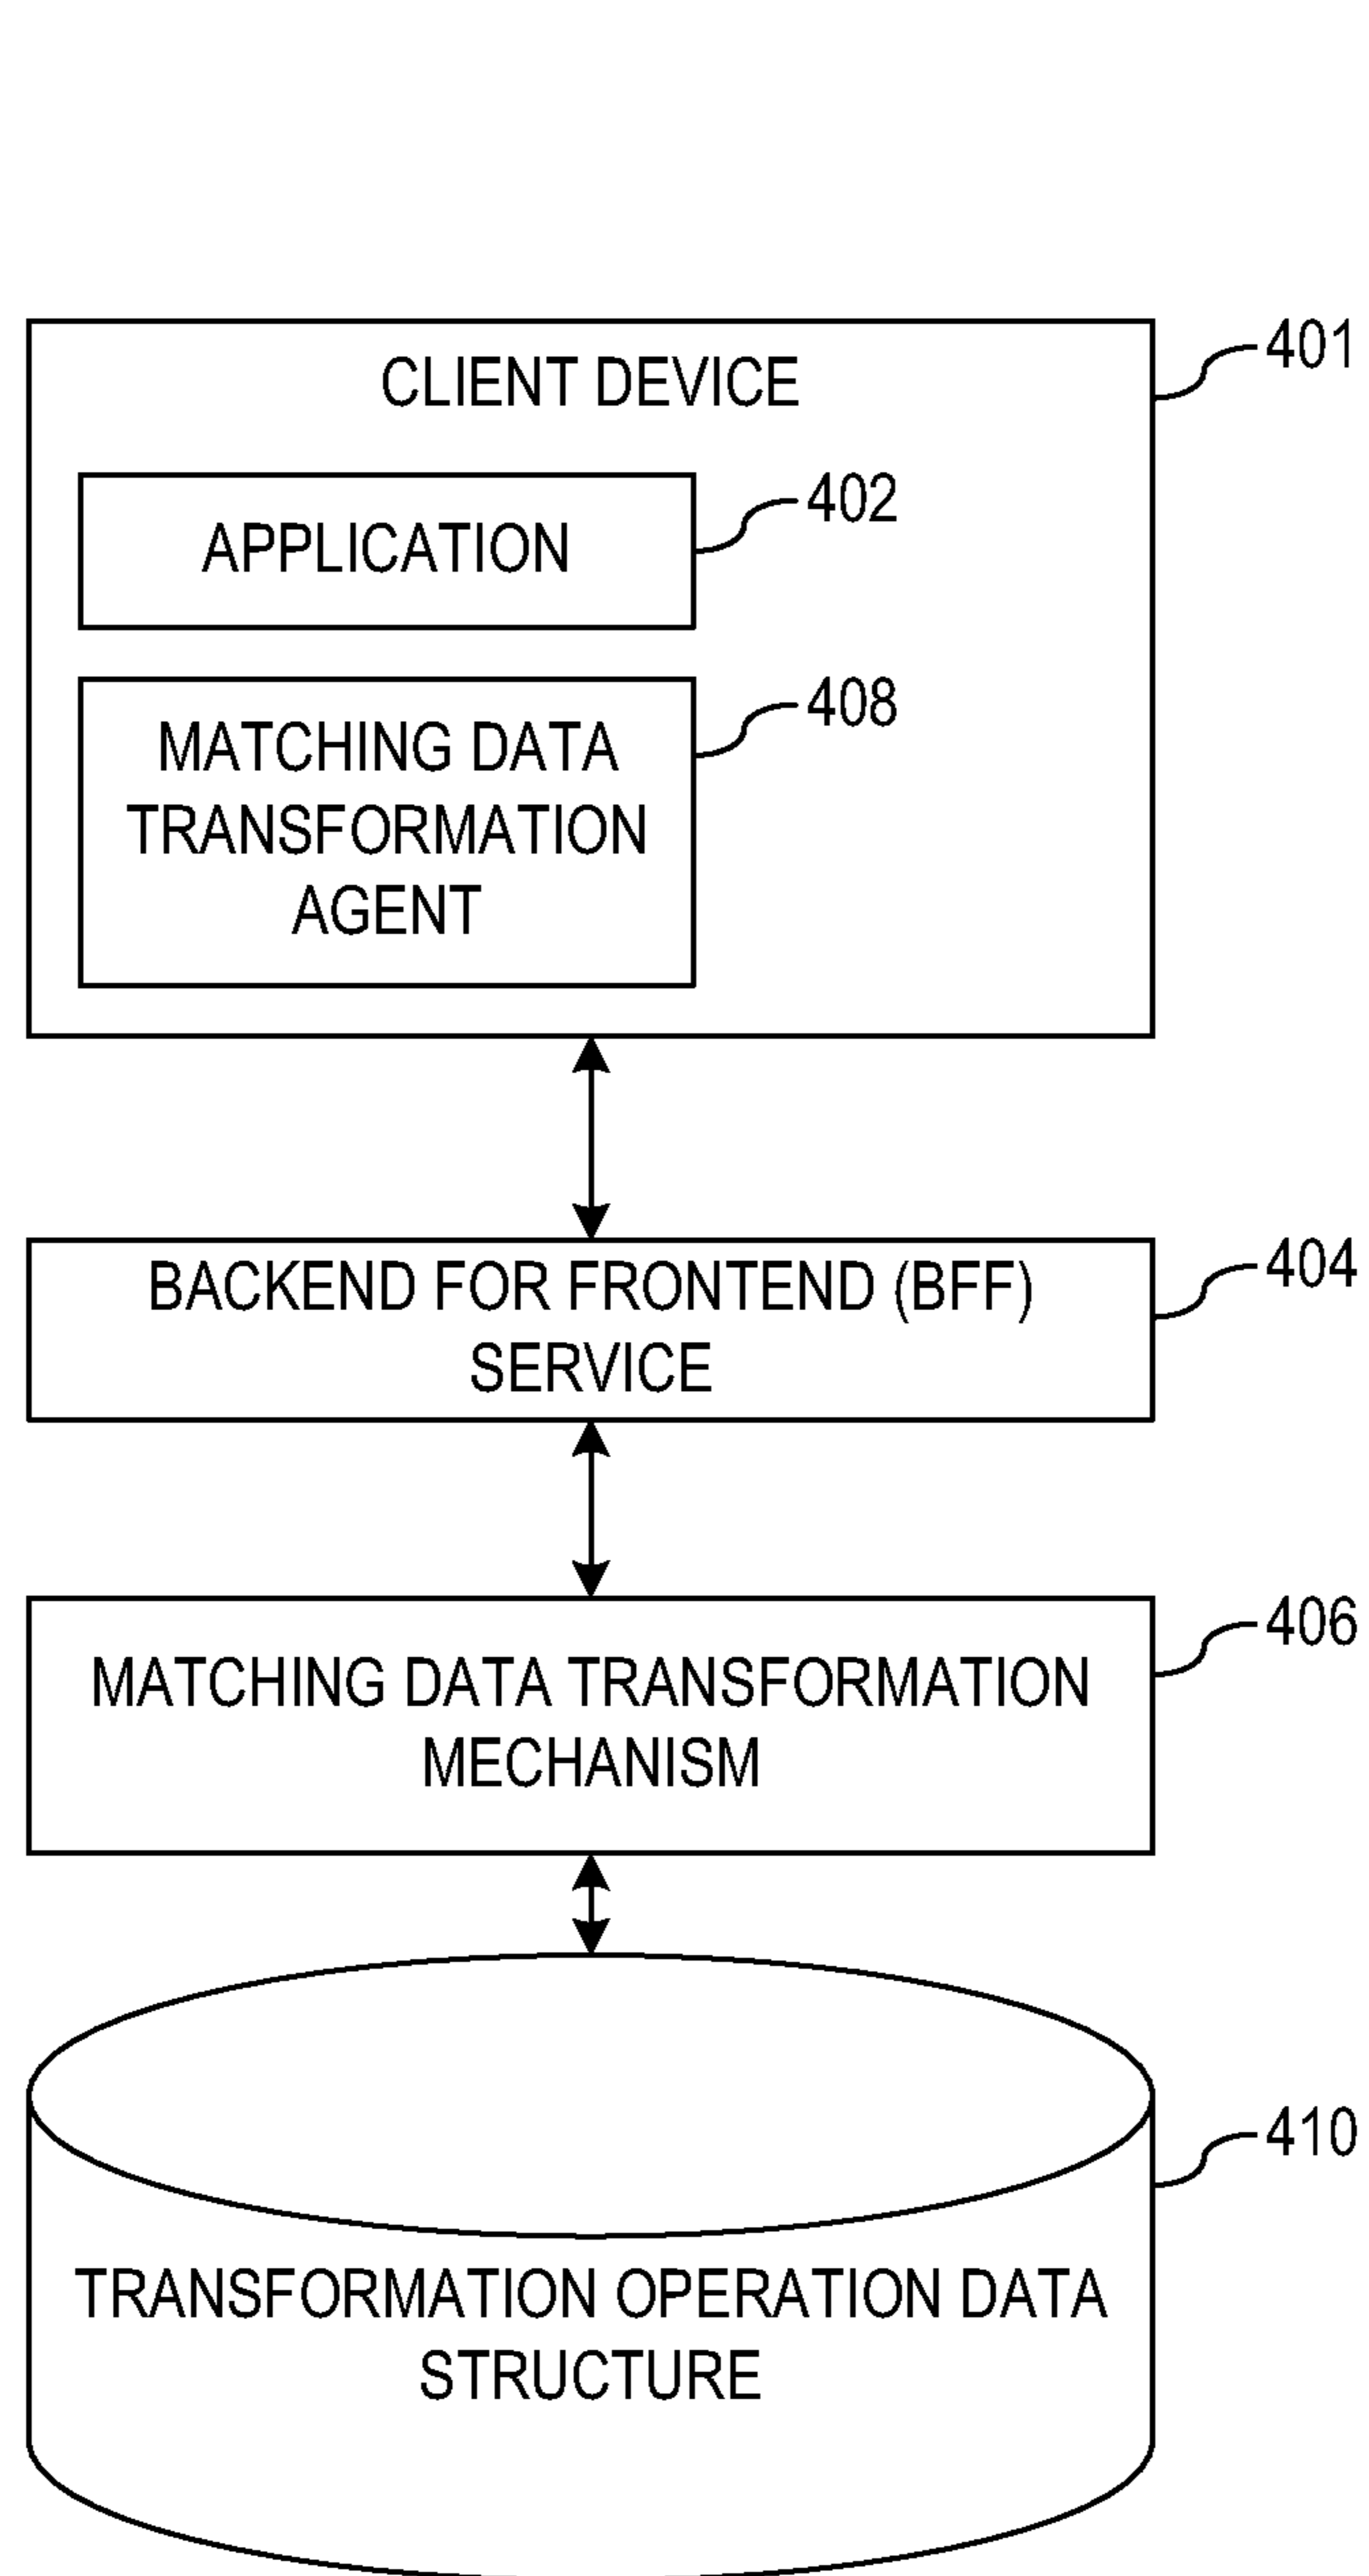 CLIENT DEVICE
401
APPLICATION
402
MATCHING DATA
TRANSFORMATION
AGENT
408
BACKEND FOR FRONTEND (BFF)
SERVICE
404
MATCHING DATA TRANSFORMATION
MECHANISM
406
TRANSFORMATION OPERATION DATA
STRUCTURE
410